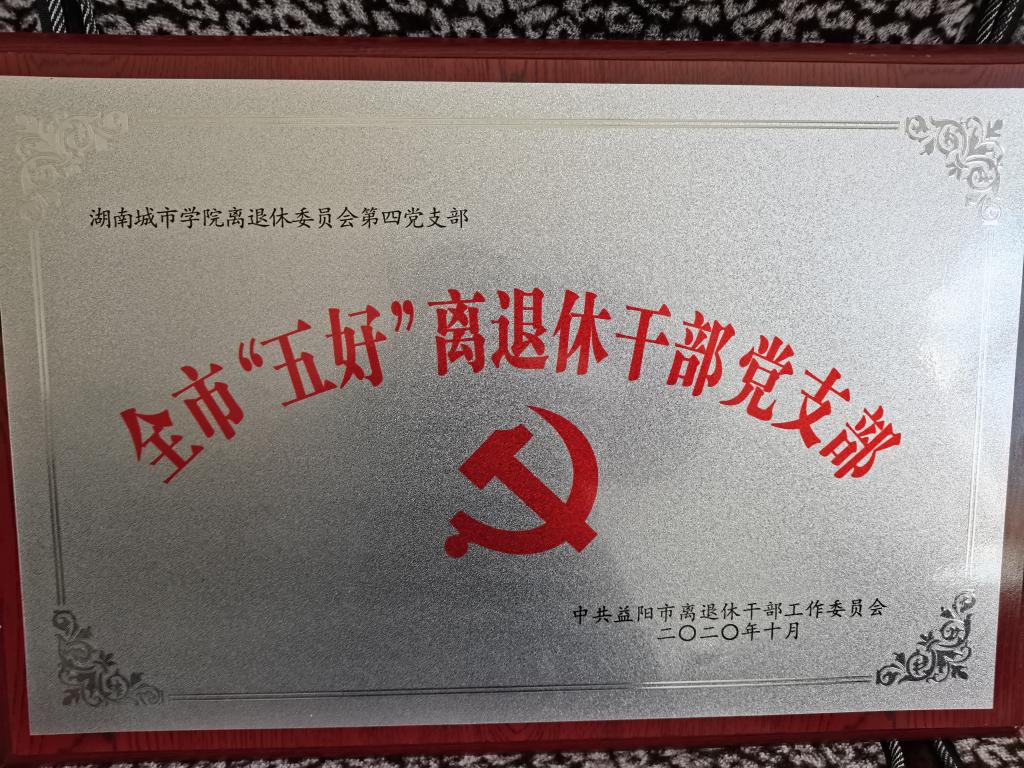 湖南城市学院离退休委员会第四党支部
全市“五好”离退休干部党支部
中共益阳市离退休干部工作委员会
二〇二〇年十月